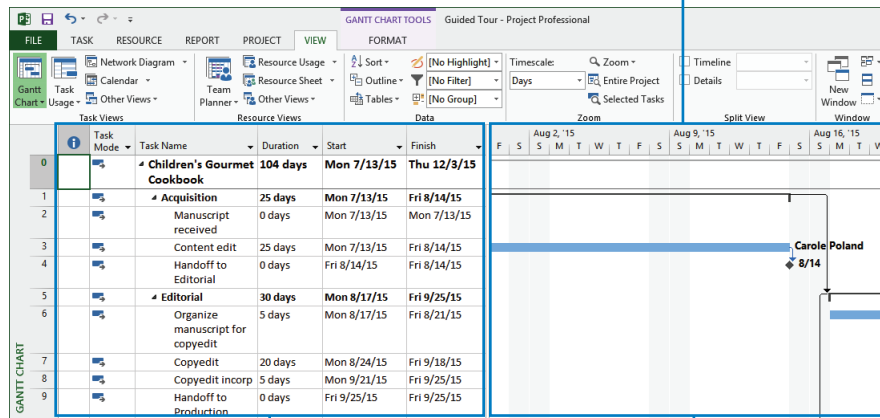 GANTT CHART TOOLS Guided Tour - Project Professional
FILE TASK RESOURCE REPORT PROJECT VIEW FORMAT
Gantt Chart
Task Usage
Network Diagram
Calendar
Other Views
Task Views
Team Planner
Resource Usage
Resource Sheet
Other Views
Resource Views
Sort
Outline
Tables
[No Highlight]
[No Filter]
[No Group]
Data
Timescale:
Days
Zoom
Entire Project
Selected Tasks
Zoom
Timeline
Details
Split View
New Window
Window
Task Mode Task Name Duration Start Finish
Aug 2, '15 Aug 9, '15 Aug 16, '15
F S S M T W T F S S M T W T F S S M T W
0 Children's Gourmet Cookbook 104 days Mon 7/13/15 Thu 12/3/15
1 Acquisition 25 days Mon 7/13/15 Fri 8/14/15
2 Manuscript received 0 days Mon 7/13/15 Mon 7/13/15
3 Content edit 25 days Mon 7/13/15 Fri 8/14/15
Carole Poland
4 Handoff to Editorial 0 days Fri 8/14/15 Fri 8/14/15
8/14
5 Editorial 30 days Mon 8/17/15 Fri 9/25/15
6 Organize manuscript for copyedit 5 days Mon 8/17/15 Fri 8/21/15
7 Copyedit 20 days Mon 8/24/15 Fri 9/18/15
8 Copyedit incorp 5 days Mon 9/21/15 Fri 9/25/15
9 Handoff to Production 0 days Fri 9/25/15 Fri 9/25/15
GANTT CHART